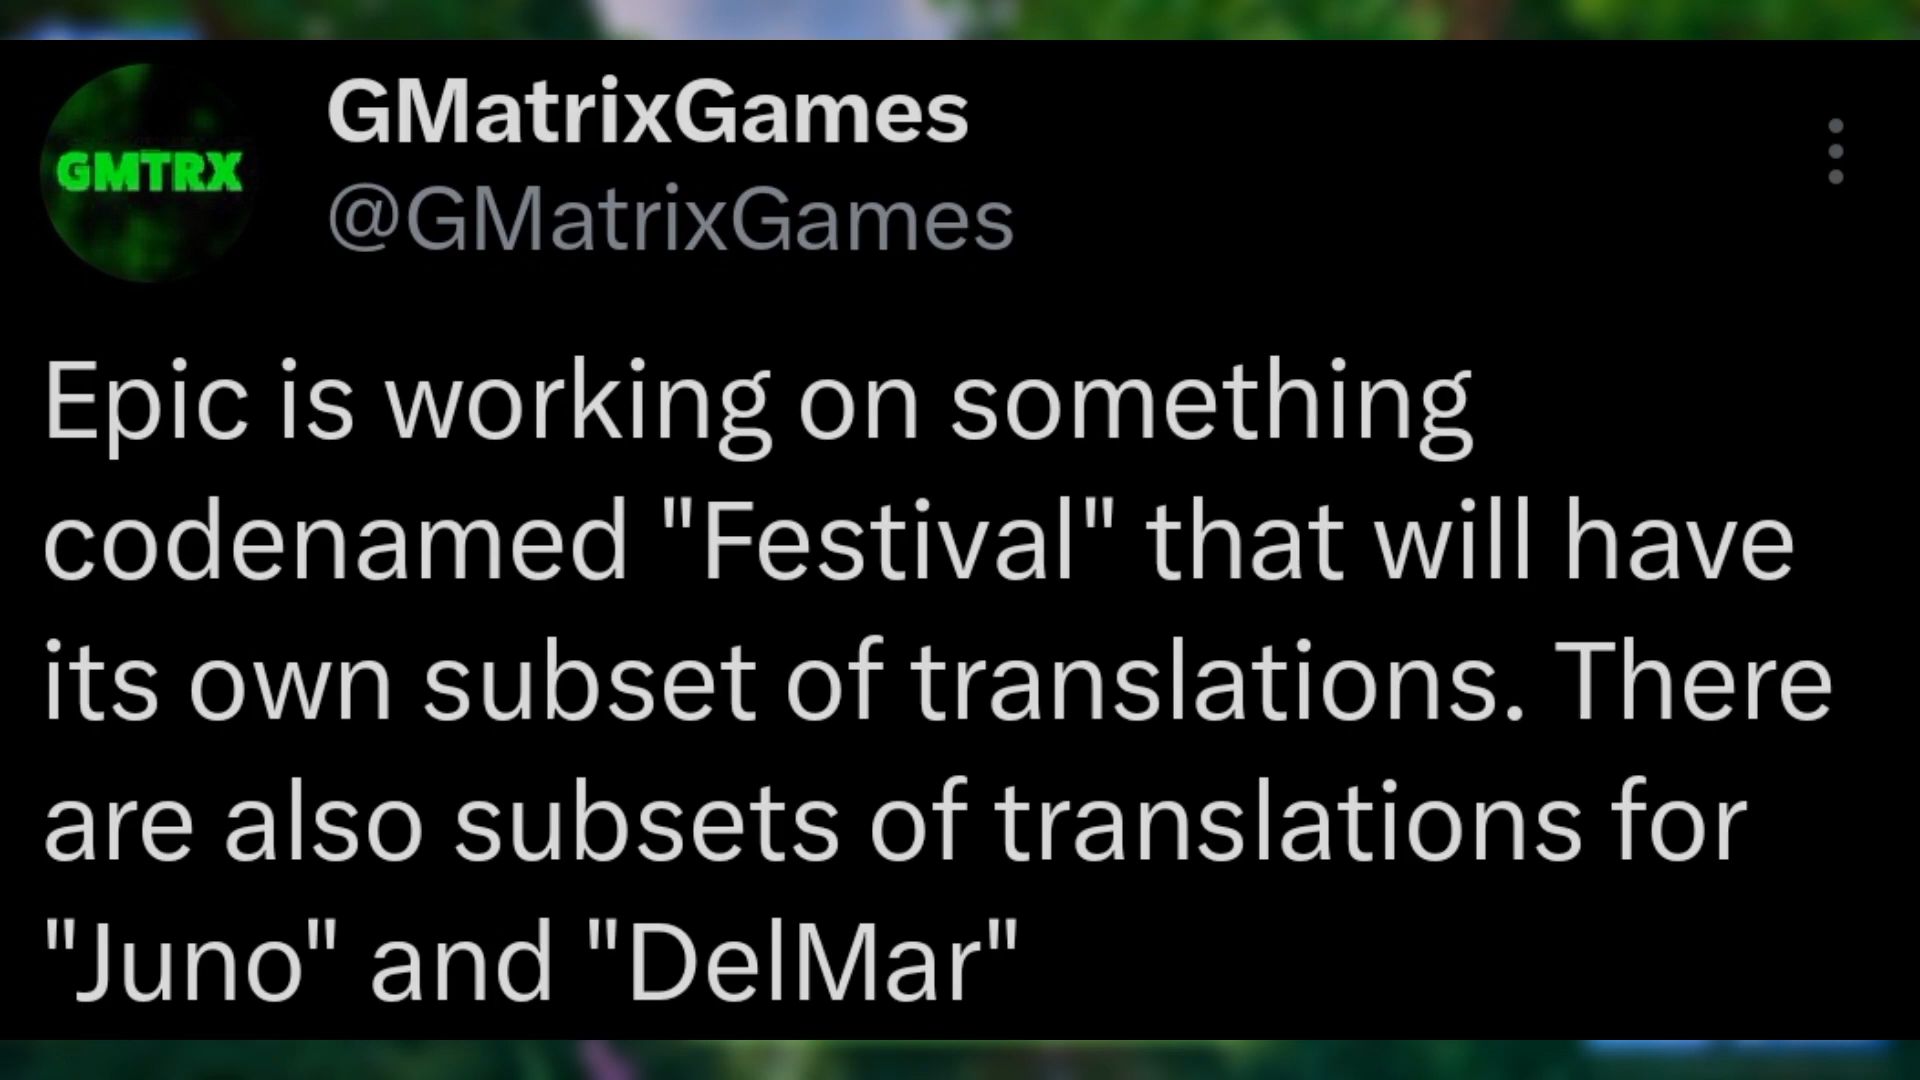 GMTRX
GMatrixGames
@GMatrixGames
Epic is working on something
codenamed "Festival" that will have
its own subset of translations. There
are also subsets of translations for
"Juno" and "DelMar"